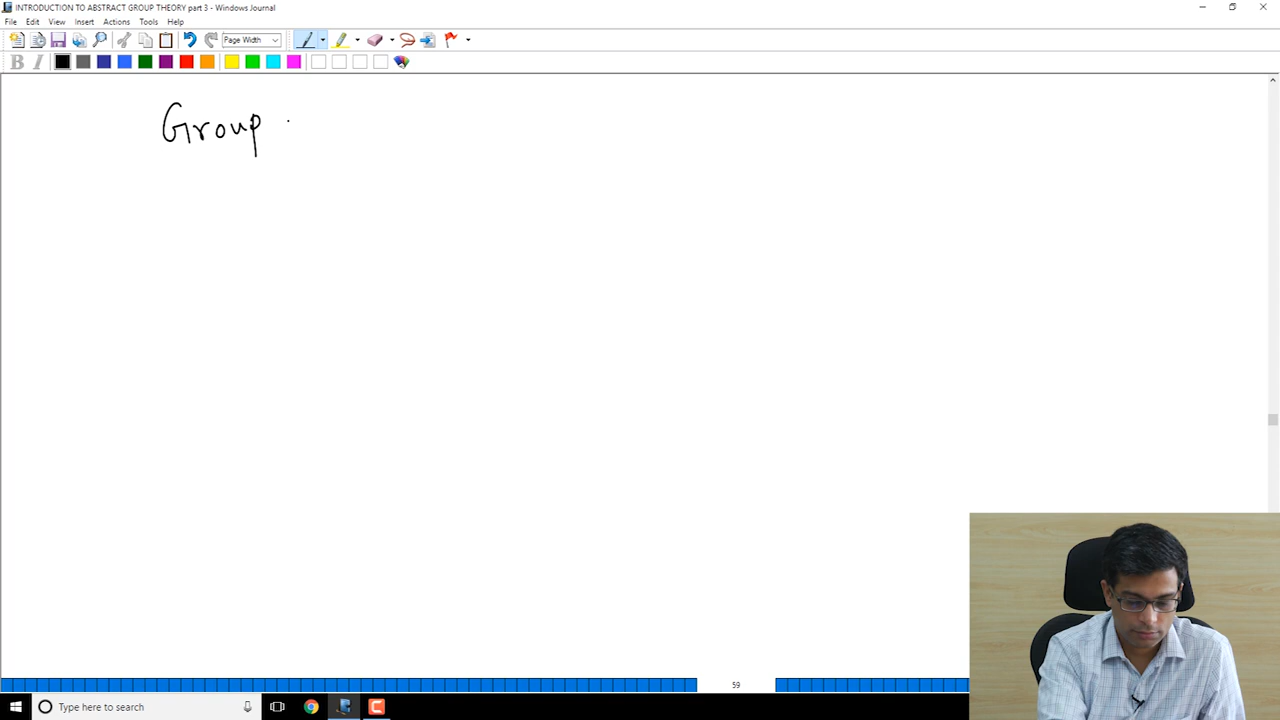 INTRODUCTION TO ABSTRACT GROUP THEORY part 3 - Windows Journal
File Edit View Insert Actions Tools Help
Page Width
B I
Group
59
Type here to search